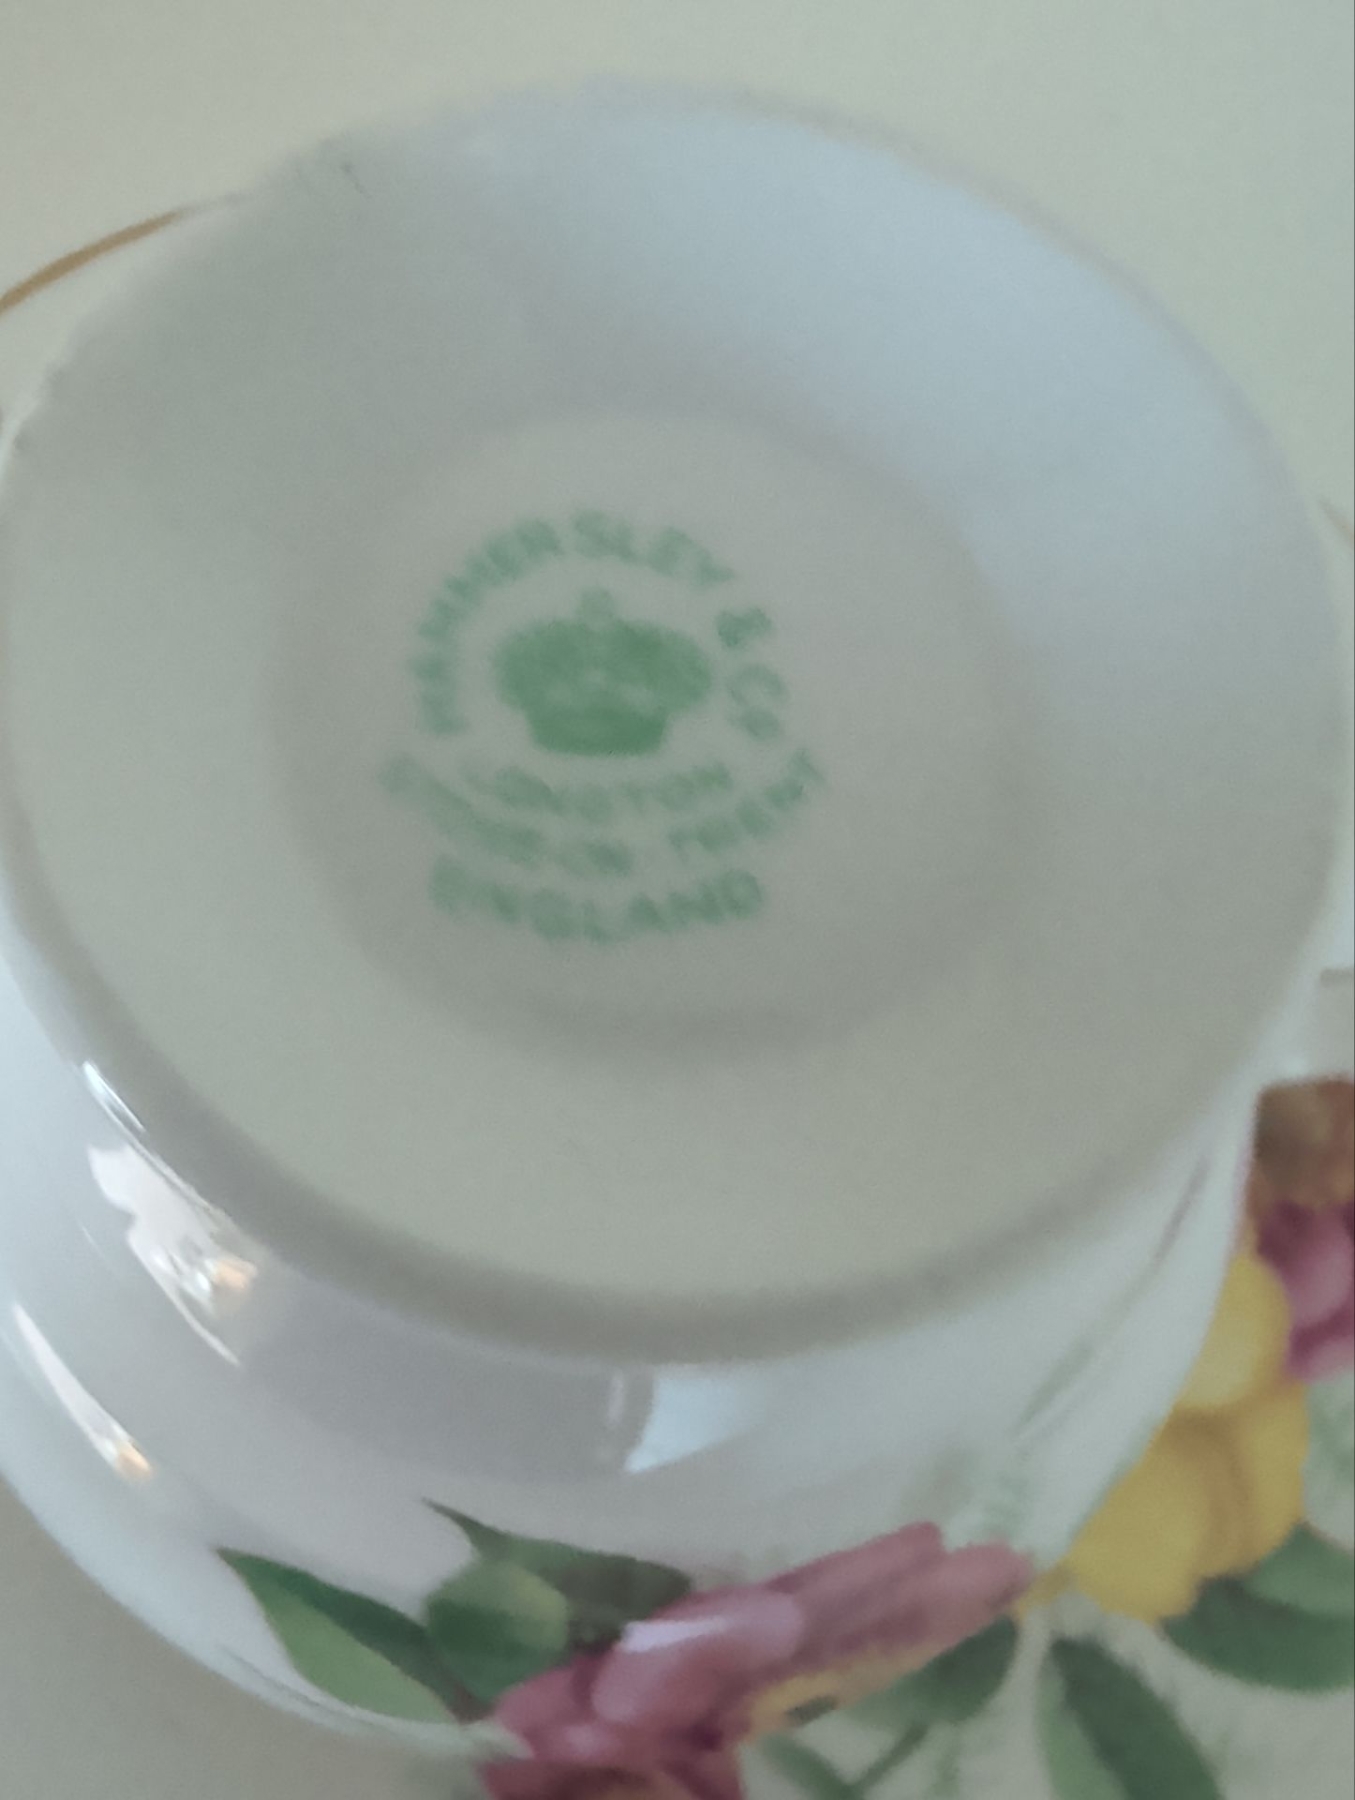 HAMMERSLEY & Co
LONGTON
STOKE ON TRENT
ENGLAND